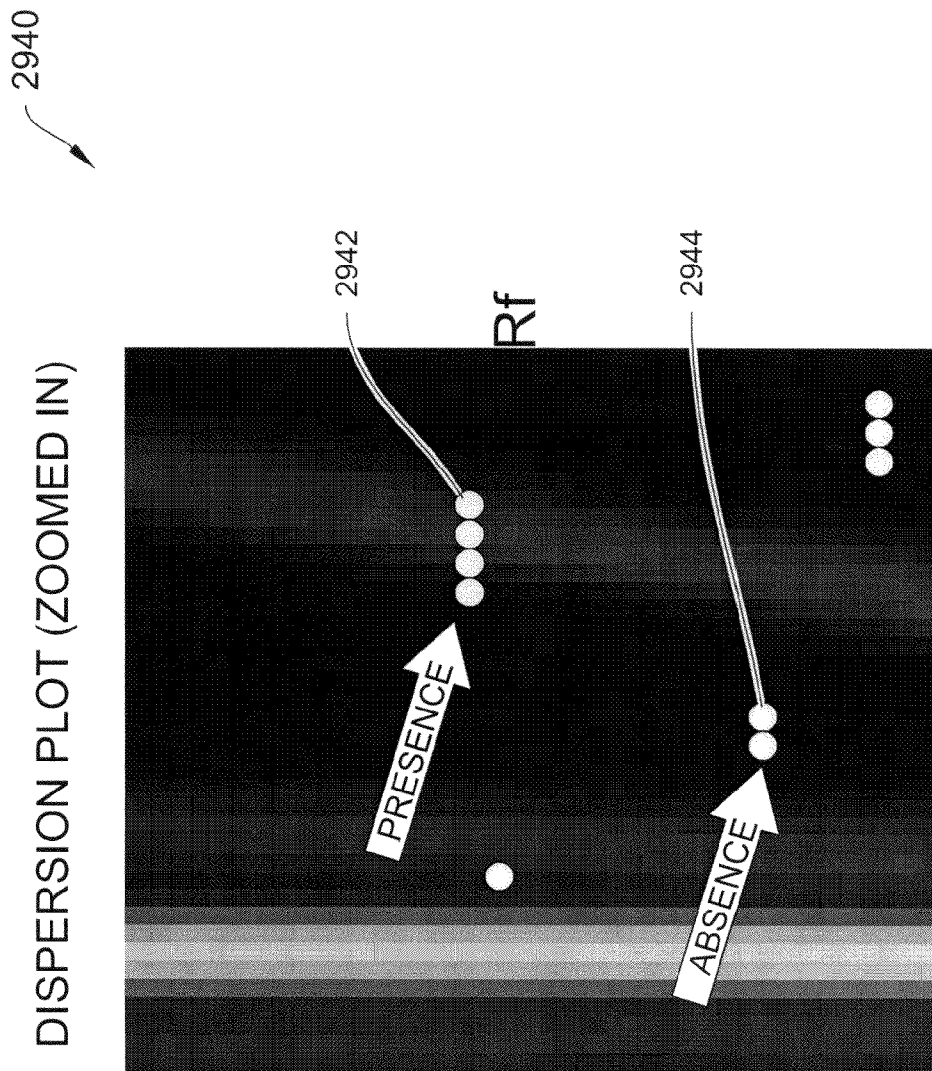 2940
DISPERSION PLOT (ZOOMED IN)
2942
Rf
2944
PRESENCE
ABSENCE